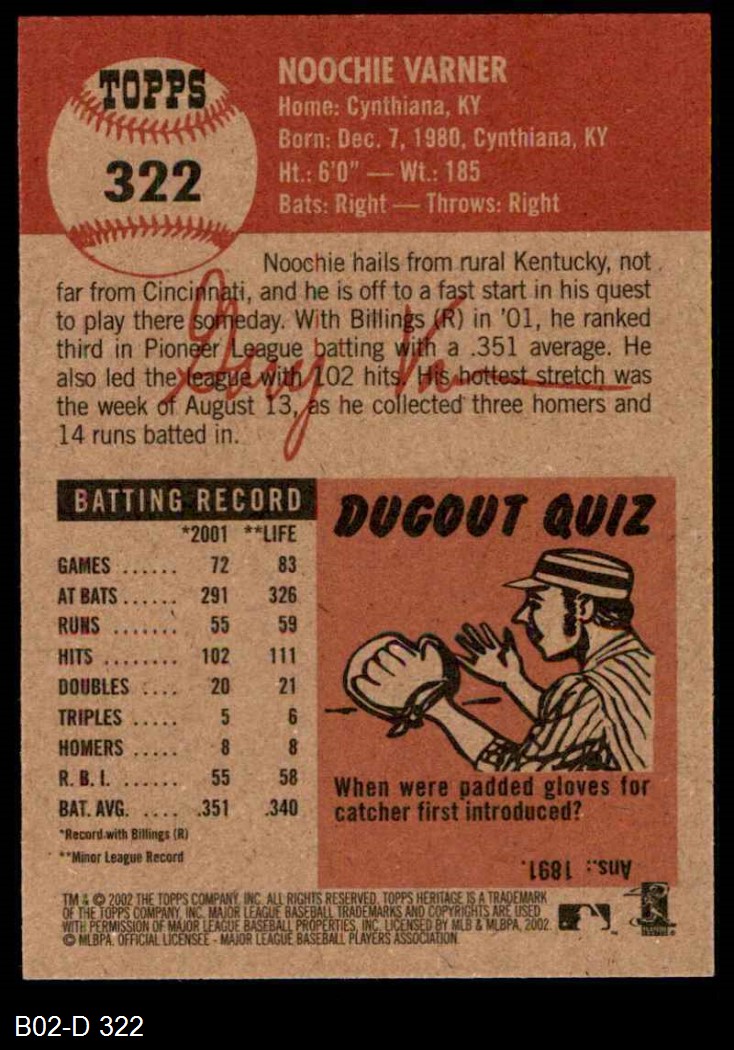 TOPPS
322
NOOCHIE VARNER
Home: Cynthiana, KY
Born: Dec. 7, 1980, Cynthiana, KY
Ht.: 6'0" — Wt.: 185
Bats: Right — Throws: Right
Noochie hails from rural Kentucky, not
far from Cincinnati, and he is off to a fast start in his quest
to play there someday. With Billings (R) in '01, he ranked
third in Pioneer League batting with a .351 average. He
also led the league with 102 hits. His hottest stretch was
the week of August 13, as he collected three homers and
14 runs batted in.
BATTING RECORD
*2001 **LIFE
GAMES ...... 72 83
AT BATS ...... 291 326
RUNS ....... 55 59
HITS ........ 102 111
DOUBLES .... 20 21
TRIPLES ..... 5 6
HOMERS ..... 8 8
R. B. I. ...... 55 58
BAT. AVG. .... .351 .340
*Record with Billings (R)
**Minor League Record
DUGOUT QUIZ
When were padded gloves for
catcher first introduced?
Ans.: 1891.
TM & © 2002 THE TOPPS COMPANY, INC. ALL RIGHTS RESERVED. TOPPS HERITAGE IS A TRADEMARK
OF THE TOPPS COMPANY, INC. MAJOR LEAGUE BASEBALL TRADEMARKS AND COPYRIGHTS ARE USED
WITH PERMISSION OF MAJOR LEAGUE BASEBALL PROPERTIES, INC. LICENSED BY MLB & MLBPA, 2002.
© MLBPA. OFFICIAL LICENSEE - MAJOR LEAGUE BASEBALL PLAYERS ASSOCIATION.
B02-D 322